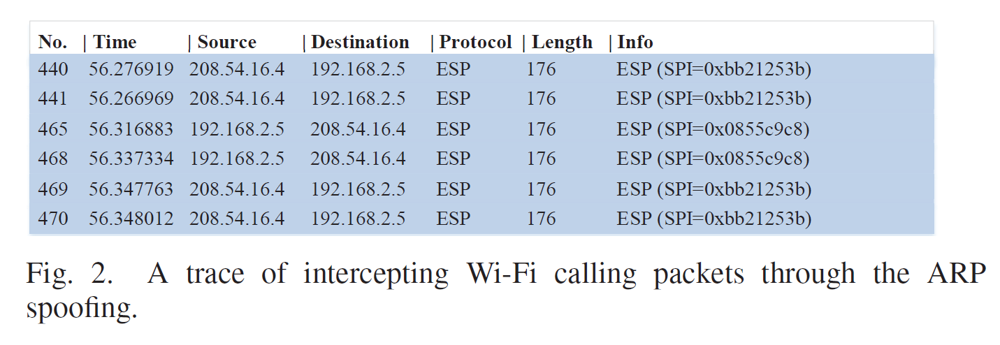 No. | Time | Source | Destination | Protocol | Length | Info
440 56.276919 208.54.16.4 192.168.2.5 ESP 176 ESP (SPI=0xbb21253b)
441 56.266969 208.54.16.4 192.168.2.5 ESP 176 ESP (SPI=0xbb21253b)
465 56.316883 192.168.2.5 208.54.16.4 ESP 176 ESP (SPI=0x0855c9c8)
468 56.337334 192.168.2.5 208.54.16.4 ESP 176 ESP (SPI=0x0855c9c8)
469 56.347763 208.54.16.4 192.168.2.5 ESP 176 ESP (SPI=0xbb21253b)
470 56.348012 208.54.16.4 192.168.2.5 ESP 176 ESP (SPI=0xbb21253b)
Fig. 2. A trace of intercepting Wi-Fi calling packets through the ARP
spoofing.